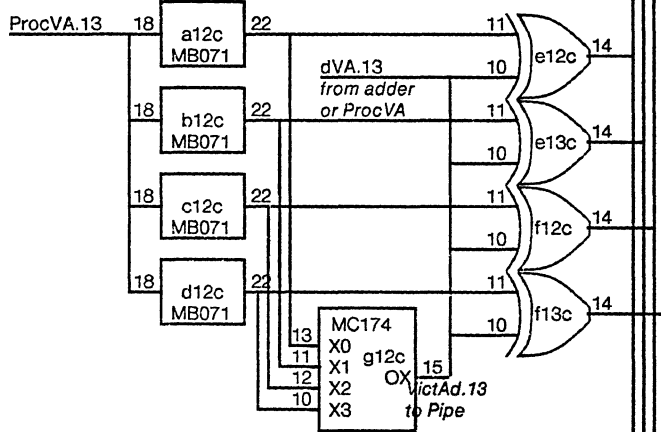 ProcVA.13 18 a12c 22 11 e12c 14
MB071
dVA.13 10
from adder
or ProcVA
18 b12c 22 11 e13c 14
MB071
10
18 c12c 22 11 f12c 14
MB071
10
18 d12c 22 11 f13c 14
MB071
10
MC174
13 X0 g12c
11 X1 15
12 X2 OX victAd.13
10 X3 to Pipe